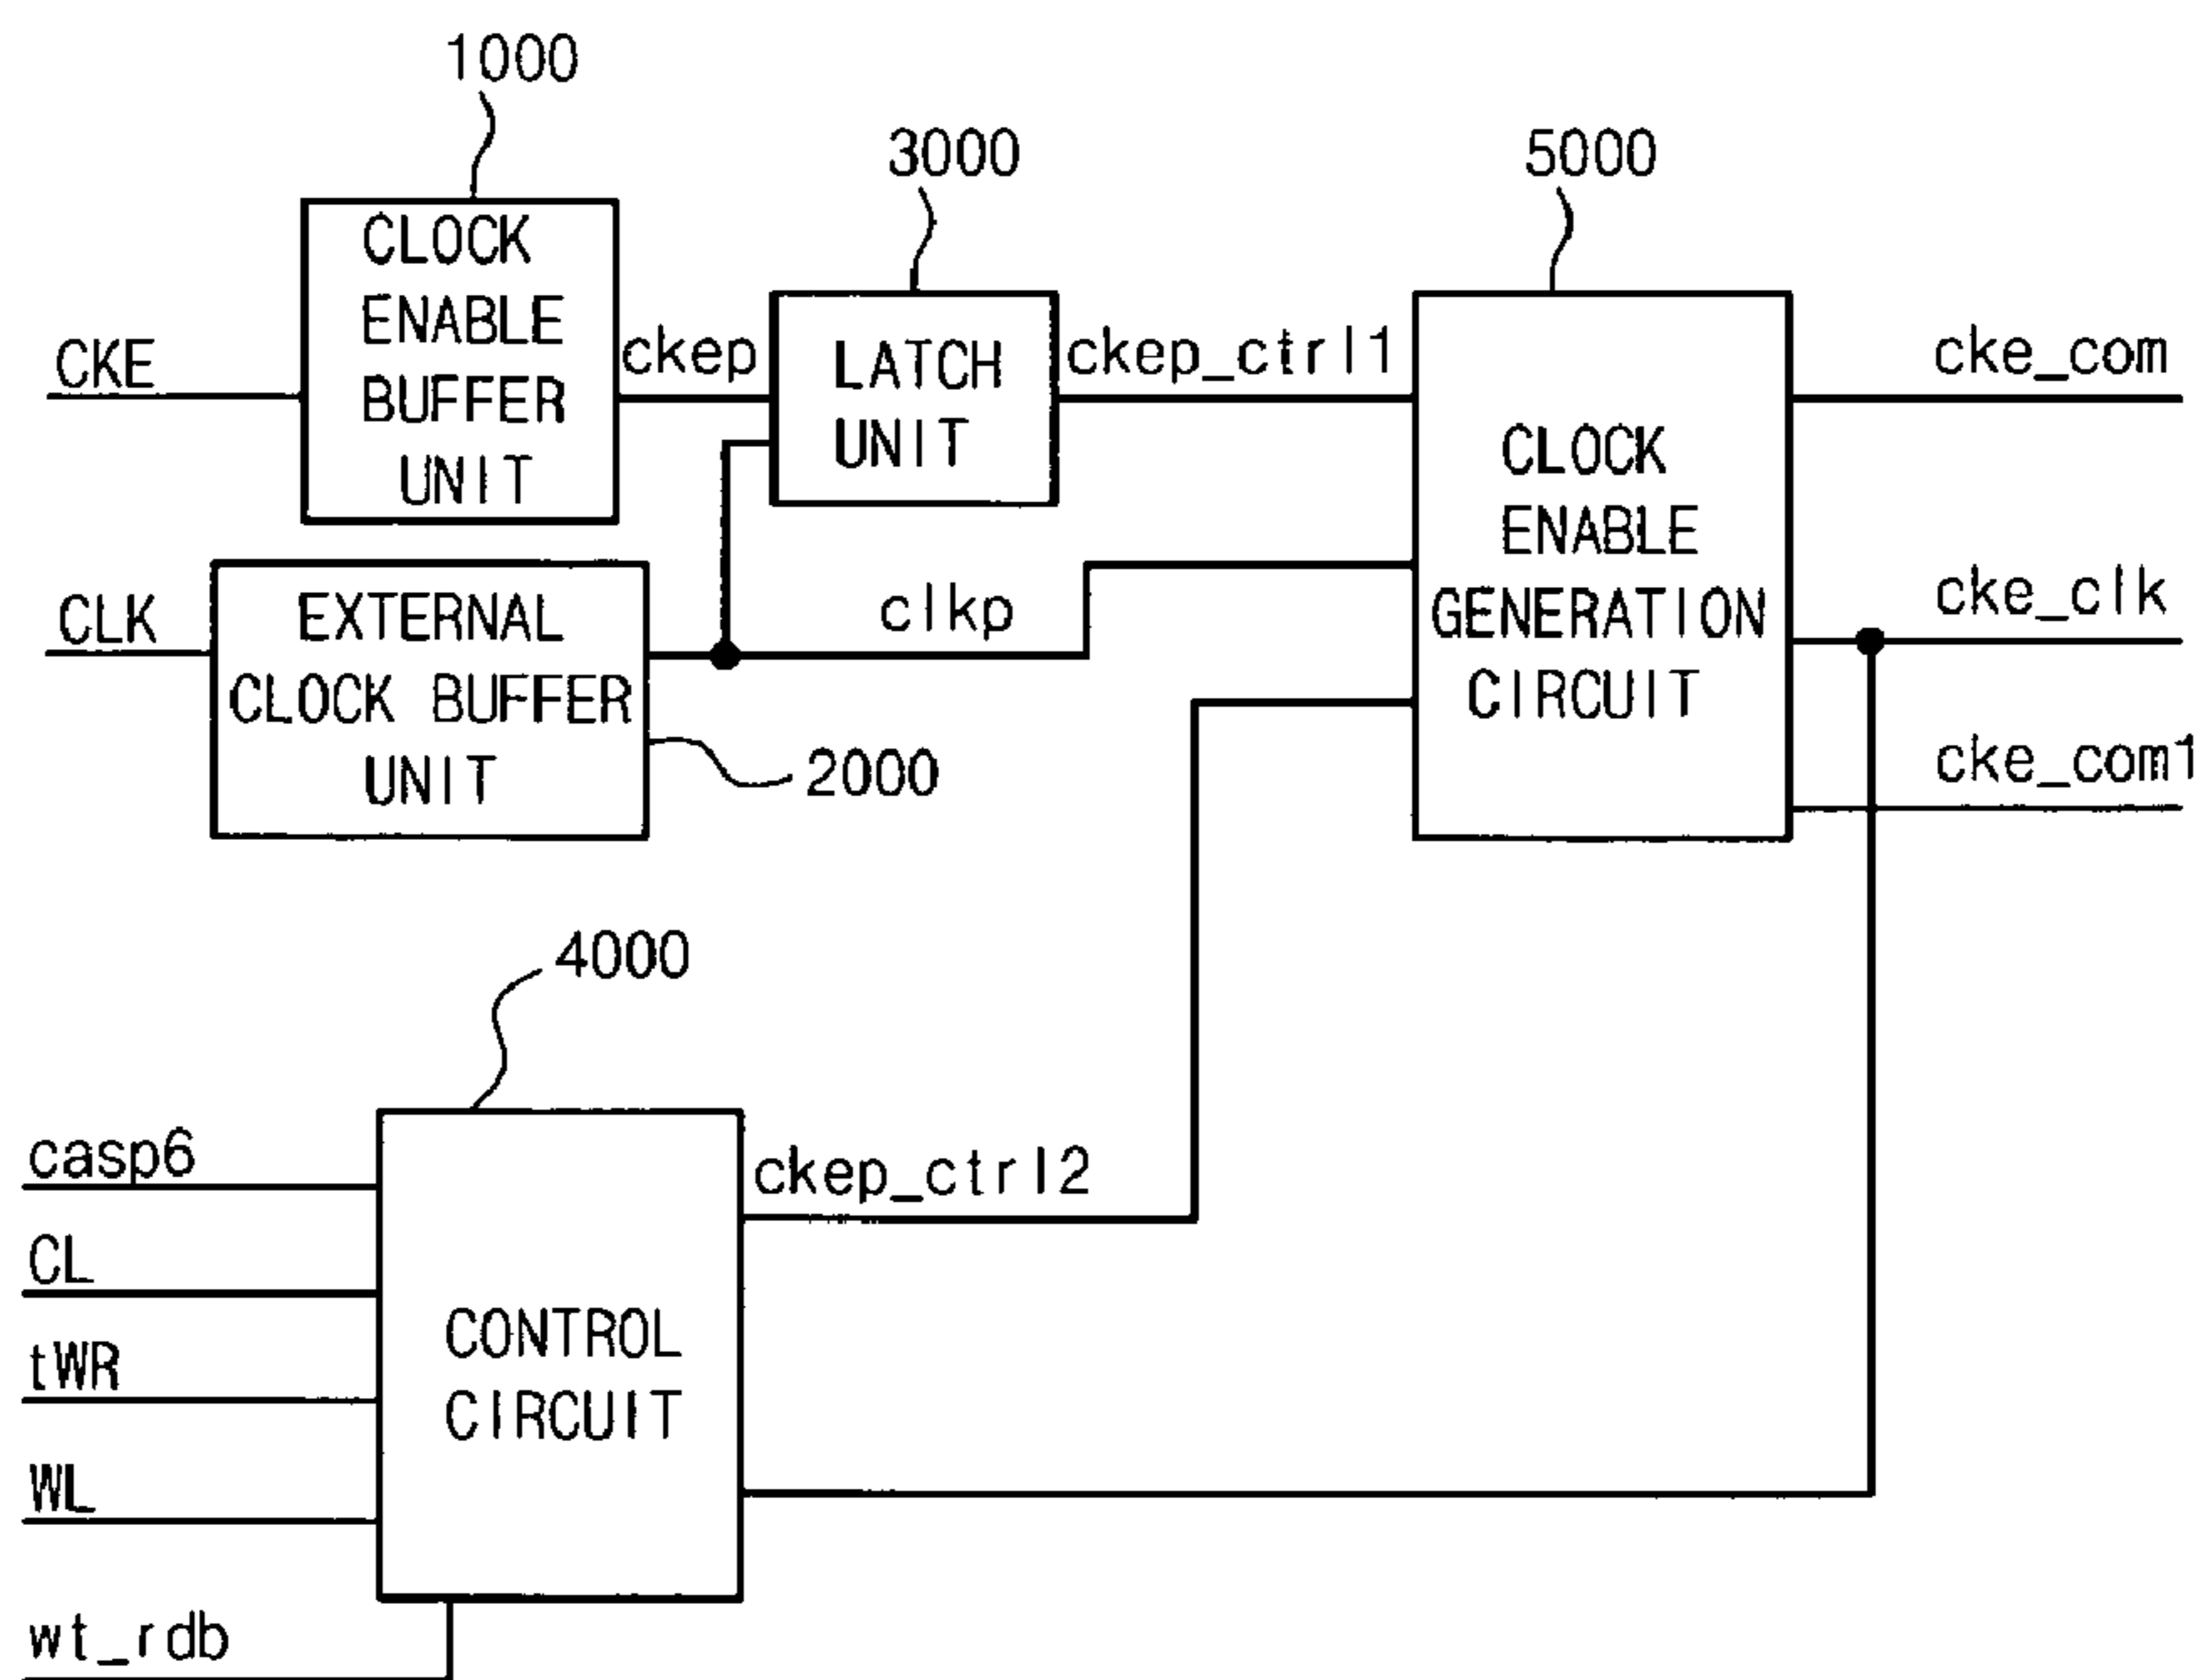 1000
3000
5000
CLOCK
ENABLE
BUFFER
UNIT
CKE
ckep
LATCH
UNIT
ckep_ctrl1
CLOCK
ENABLE
GENERATION
CIRCUIT
cke_com
cke_clk
cke_com1
CLK
EXTERNAL
CLOCK BUFFER
UNIT
clkp
2000
4000
casp6
CL
tWR
WL
wt_rdb
CONTROL
CIRCUIT
ckep_ctrl2